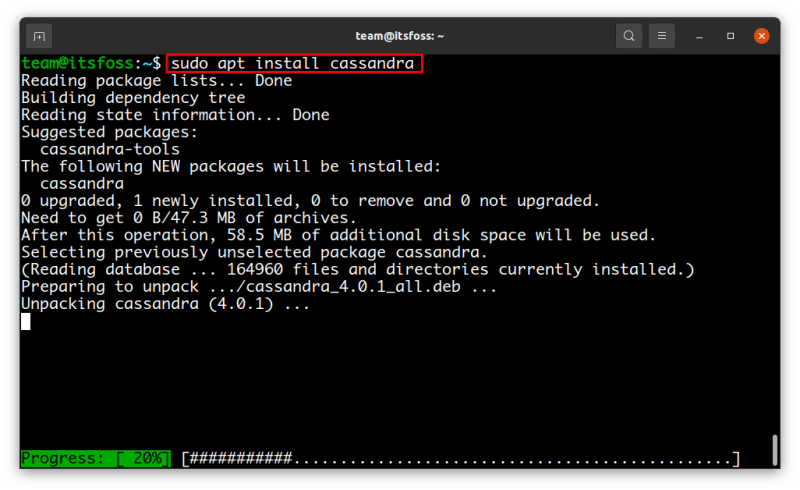 team@itsfoss: ~
team@itsfoss:~$ sudo apt install cassandra
Reading package lists... Done
Building dependency tree
Reading state information... Done
Suggested packages:
  cassandra-tools
The following NEW packages will be installed:
  cassandra
0 upgraded, 1 newly installed, 0 to remove and 0 not upgraded.
Need to get 0 B/47.3 MB of archives.
After this operation, 58.5 MB of additional disk space will be used.
Selecting previously unselected package cassandra.
(Reading database ... 164960 files and directories currently installed.)
Preparing to unpack .../cassandra_4.0.1_all.deb ...
Unpacking cassandra (4.0.1) ...
Progress: [ 20%] [###########...............................................]